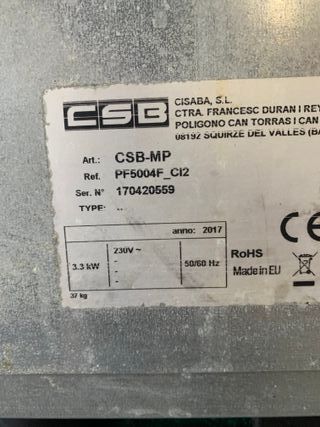 CSB
CISABA, S.L.
CTRA. FRANCESC DURAN I REY
POLIGONO CAN TORRAS I CAN
08192 SQUIRZE DEL VALLES (BA
Art.: CSB-MP
Ref. PF5004F_CI2
Ser. Nº 170420559
TYPE: ..
anno: 2017
3.3 kW
230V ~
-
-
-
50/60 Hz
37 kg
CE
RoHS
Made in EU